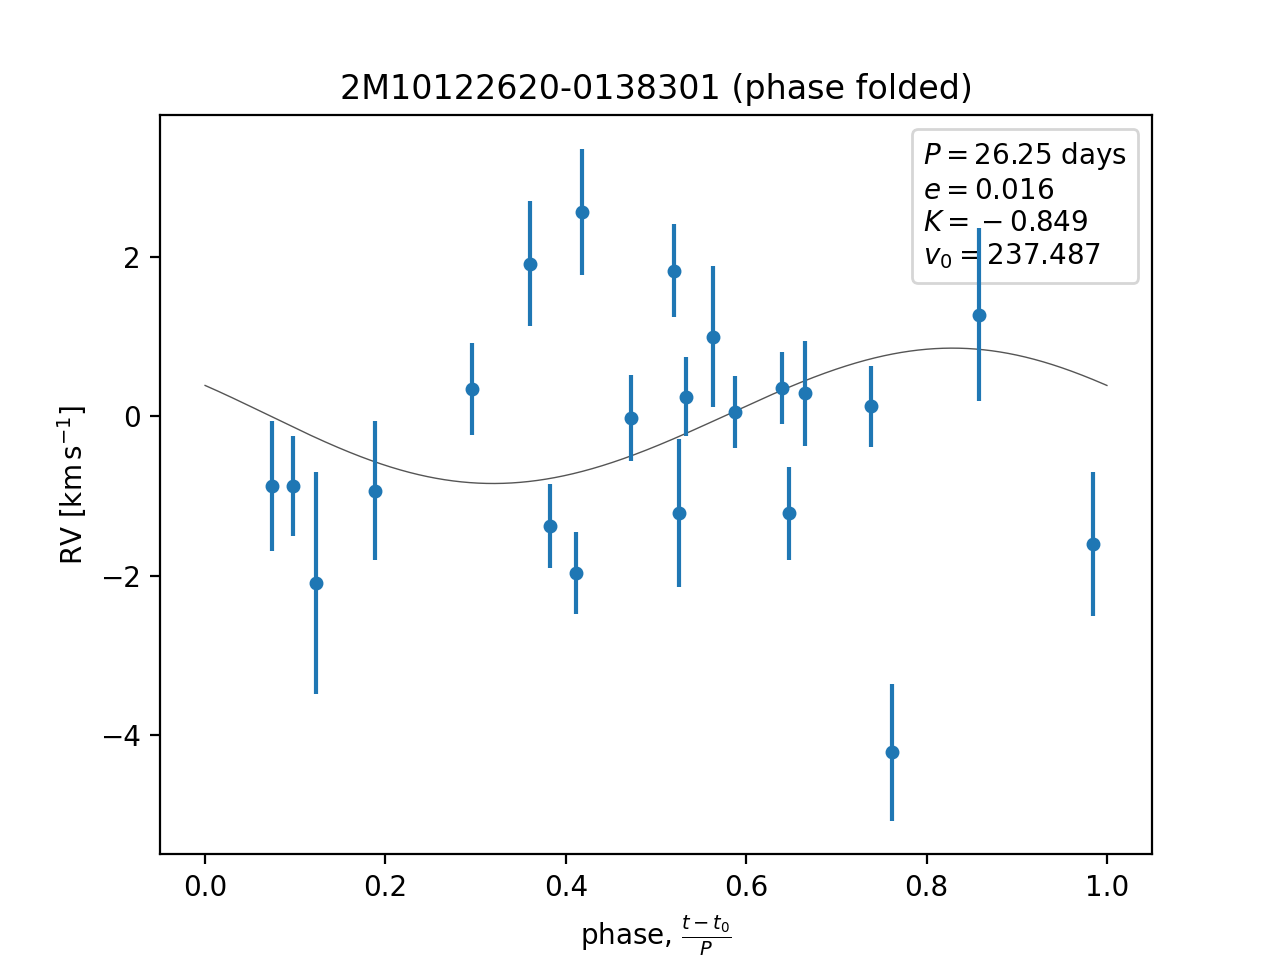 2M10122620-0138301 (phase folded)
P = 26.25 days
e = 0.016
K = −0.849
v₀ = 237.487
RV [km s⁻¹]
2
0
−2
−4
0.0 0.2 0.4 0.6 0.8 1.0
phase, (t − t₀)/P